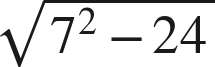 √(7² − 24)